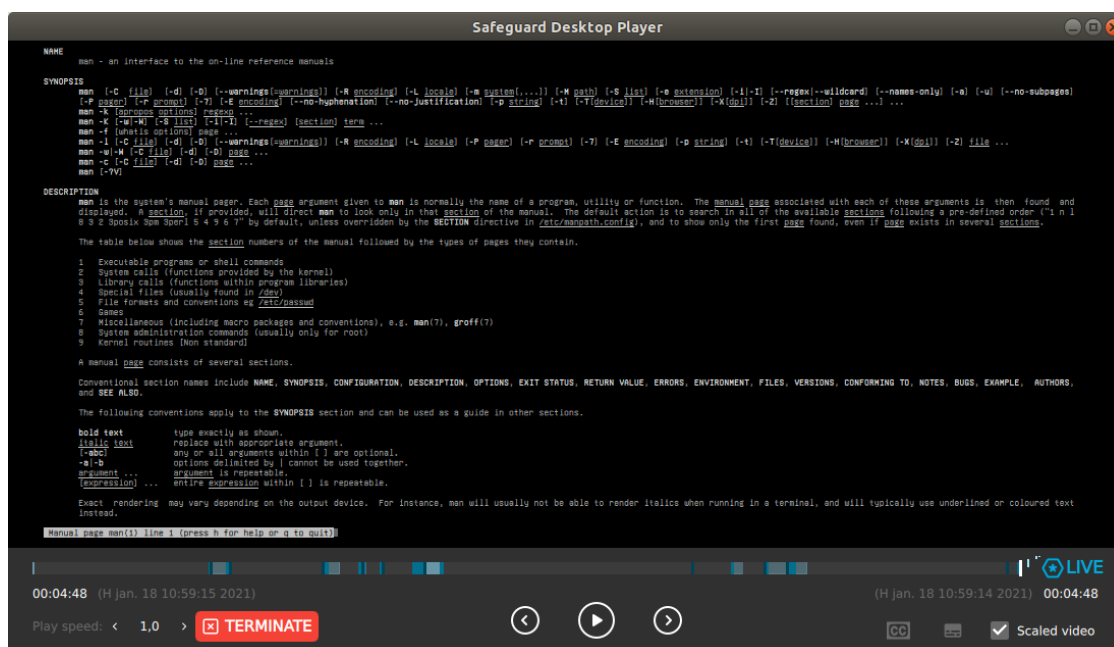 Safeguard Desktop Player
NAME
man - an interface to the on-line reference manuals
SYNOPSIS
man [-C file] [-d] [-D] [--warnings[=warnings]] [-R encoding] [-L locale] [-m system[,...]] [-M path] [-S list] [-e extension] [-i|-I] [--regex|--wildcard] [--names-only] [-a] [-u] [--no-subpages]
[-P pager] [-r prompt] [-7] [-E encoding] [--no-hyphenation] [--no-justification] [-p string] [-t] [-T[device]] [-H[browser]] [-X[dpi]] [-Z] [[section] page ...] ...
man -k [apropos options] regexp ...
man -K [-w|-W] [-S list] [-i|-I] [--regex] [section] term ...
man -f [whatis options] page ...
man -l [-C file] [-d] [-D] [--warnings[=warnings]] [-R encoding] [-L locale] [-P pager] [-r prompt] [-7] [-E encoding] [-p string] [-t] [-T[device]] [-H[browser]] [-X[dpi]] [-Z] file ...
man -w|-W [-C file] [-d] [-D] page ...
man -c [-C file] [-d] [-D] page ...
man [-?V]
DESCRIPTION
man is the system's manual pager. Each page argument given to man is normally the name of a program, utility or function. The manual page associated with each of these arguments is then found and
displayed. A section, if provided, will direct man to look only in that section of the manual. The default action is to search in all of the available sections following a pre-defined order ("1 n l
8 3 2 3posix 3pm 3perl 5 4 9 6 7" by default, unless overridden by the SECTION directive in /etc/manpath.config), and to show only the first page found, even if page exists in several sections.
The table below shows the section numbers of the manual followed by the types of pages they contain.
1 Executable programs or shell commands
2 System calls (functions provided by the kernel)
3 Library calls (functions within program libraries)
4 Special files (usually found in /dev)
5 File formats and conventions eg /etc/passwd
6 Games
7 Miscellaneous (including macro packages and conventions), e.g. man(7), groff(7)
8 System administration commands (usually only for root)
9 Kernel routines [Non standard]
A manual page consists of several sections.
Conventional section names include NAME, SYNOPSIS, CONFIGURATION, DESCRIPTION, OPTIONS, EXIT STATUS, RETURN VALUE, ERRORS, ENVIRONMENT, FILES, VERSIONS, CONFORMING TO, NOTES, BUGS, EXAMPLE, AUTHORS,
and SEE ALSO.
The following conventions apply to the SYNOPSIS section and can be used as a guide in other sections.
bold text type exactly as shown.
italic text replace with appropriate argument.
[-abc] any or all arguments within [ ] are optional.
-a|-b options delimited by | cannot be used together.
argument ... argument is repeatable.
[expression] ... entire expression within [ ] is repeatable.
Exact rendering may vary depending on the output device. For instance, man will usually not be able to render italics when running in a terminal, and will typically use underlined or coloured text
instead.
Manual page man(1) line 1 (press h for help or q to quit)
LIVE
00:04:48 (H jan. 18 10:59:15 2021) (H jan. 18 10:59:14 2021) 00:04:48
Play speed: < 1,0 > TERMINATE
CC Scaled video